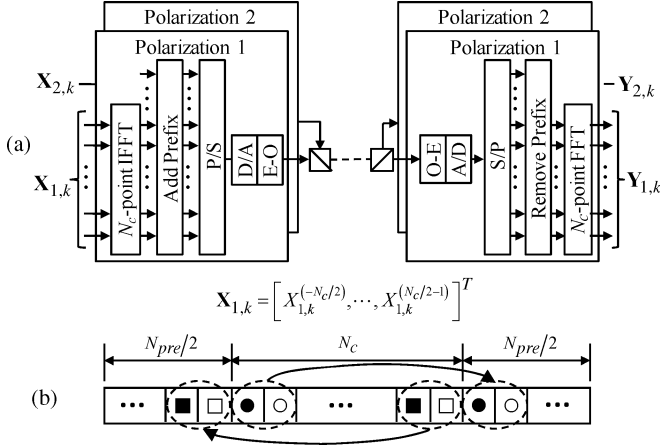 Polarization 2
Polarization 1
X2,k
X1,k
Nc-point IFFT
Add Prefix
P/S
D/A
E-O
Polarization 2
Polarization 1
O-E
A/D
S/P
Remove Prefix
Nc-point FFT
Y2,k
Y1,k
(a)
X1,k = [X1,k^(-Nc/2), ⋯, X1,k^(Nc/2-1)]^T
Npre/2
Nc
Npre/2
(b)